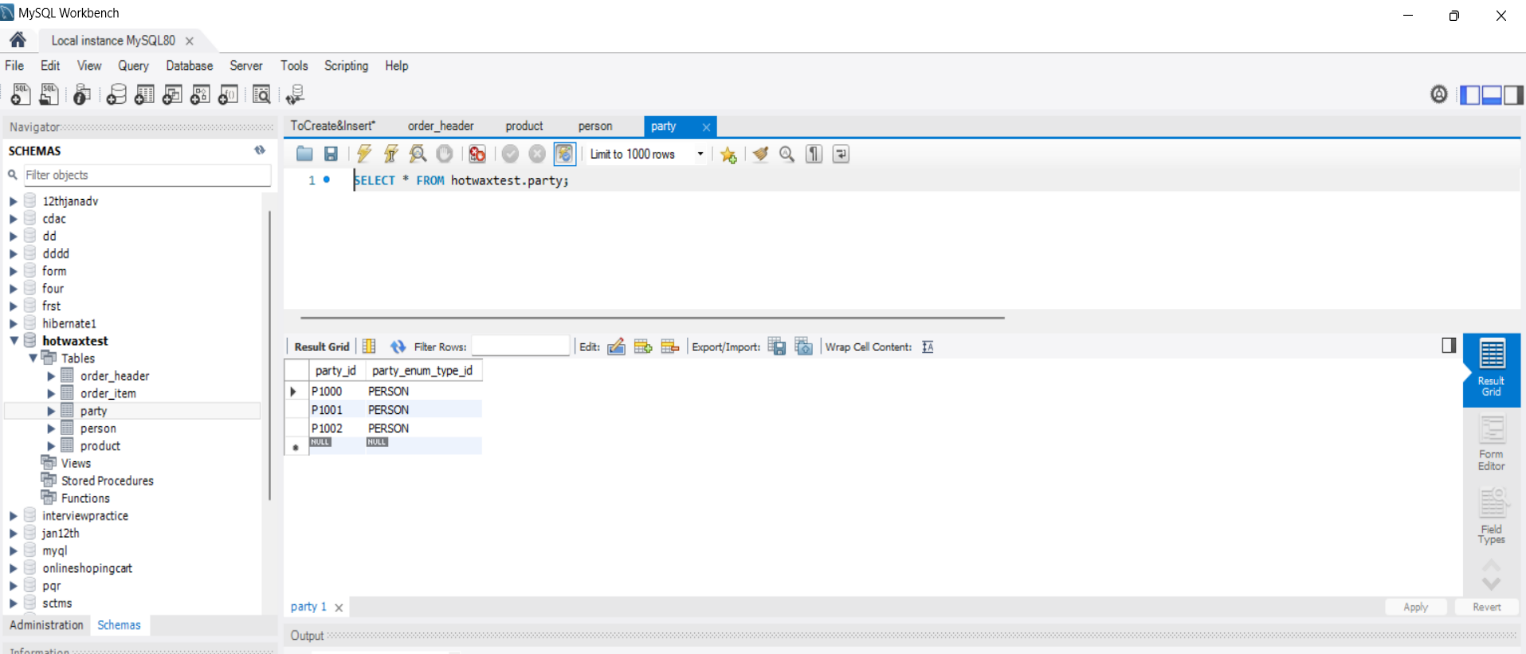 MySQL Workbench
Local instance MySQL80
File Edit View Query Database Server Tools Scripting Help
Navigator
SCHEMAS
Filter objects
12thjanadv
cdac
dd
dddd
form
four
frst
hibernate1
hotwaxtest
Tables
order_header
order_item
party
person
product
Views
Stored Procedures
Functions
interviewpractice
jan12th
myql
onlineshopingcart
pqr
sctms
Administration Schemas
Information
ToCreate&Insert* order_header product person party
Limit to 1000 rows
1 SELECT * FROM hotwaxtest.party;
Result Grid Filter Rows: Edit: Export/Import: Wrap Cell Content:
party_id party_enum_type_id
P1000 PERSON
P1001 PERSON
P1002 PERSON
NULL NULL
Result Grid
Form Editor
Field Types
party 1
Apply Revert
Output